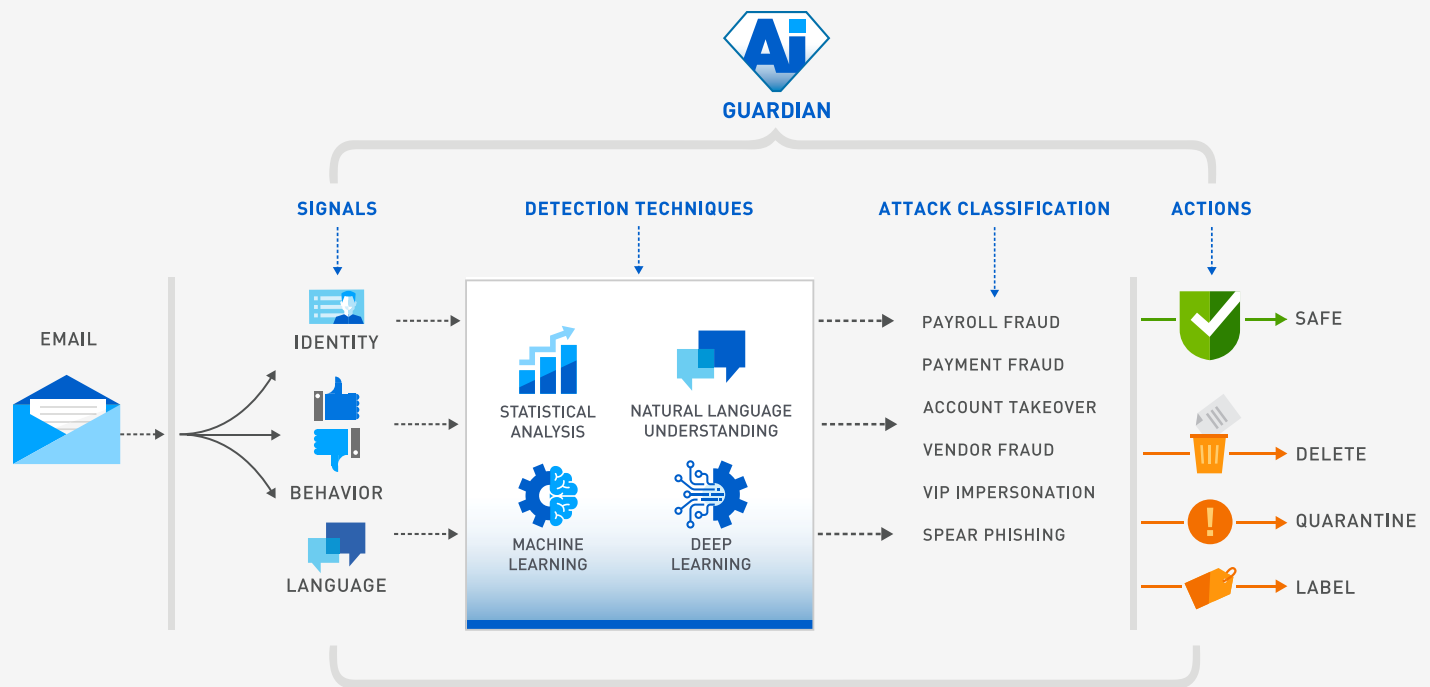 Ai
GUARDIAN
SIGNALS
DETECTION TECHNIQUES
ATTACK CLASSIFICATION
ACTIONS
EMAIL
IDENTITY
BEHAVIOR
LANGUAGE
STATISTICAL
ANALYSIS
NATURAL LANGUAGE
UNDERSTANDING
MACHINE
LEARNING
DEEP
LEARNING
PAYROLL FRAUD
PAYMENT FRAUD
ACCOUNT TAKEOVER
VENDOR FRAUD
VIP IMPERSONATION
SPEAR PHISHING
SAFE
DELETE
QUARANTINE
LABEL